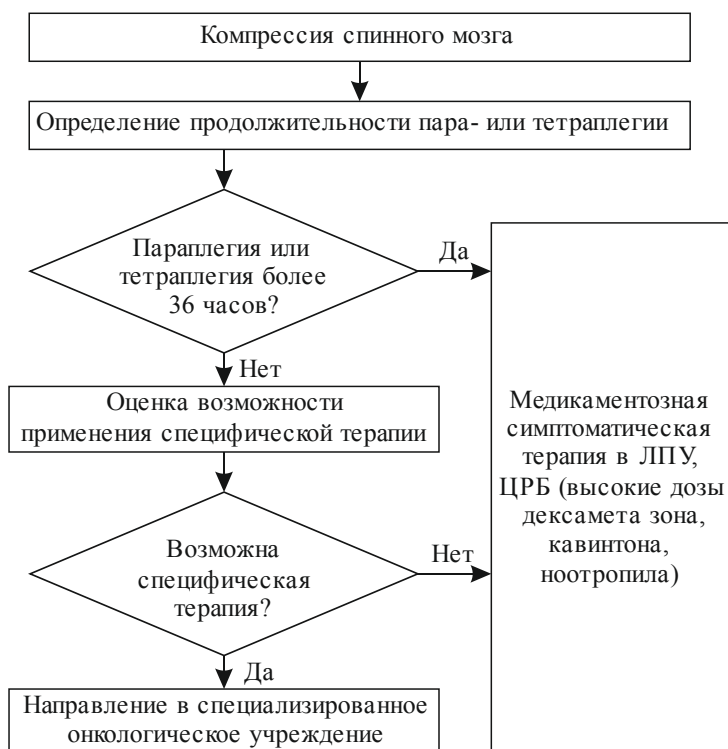 Компрессия спинного мозга
Определение продолжительности пара- или тетраплегии
Параплегия или
тетраплегия более
36 часов?
Да
Нет
Оценка возможности
применения специфической терапии
Возможна
специфическая
терапия?
Нет
Да
Направление в специализированное
онкологическое учреждение
Медикаментозная
симптоматическая
терапия в ЛПУ,
ЦРБ (высокие дозы
дексамета зона,
кавинтона,
ноотропила)